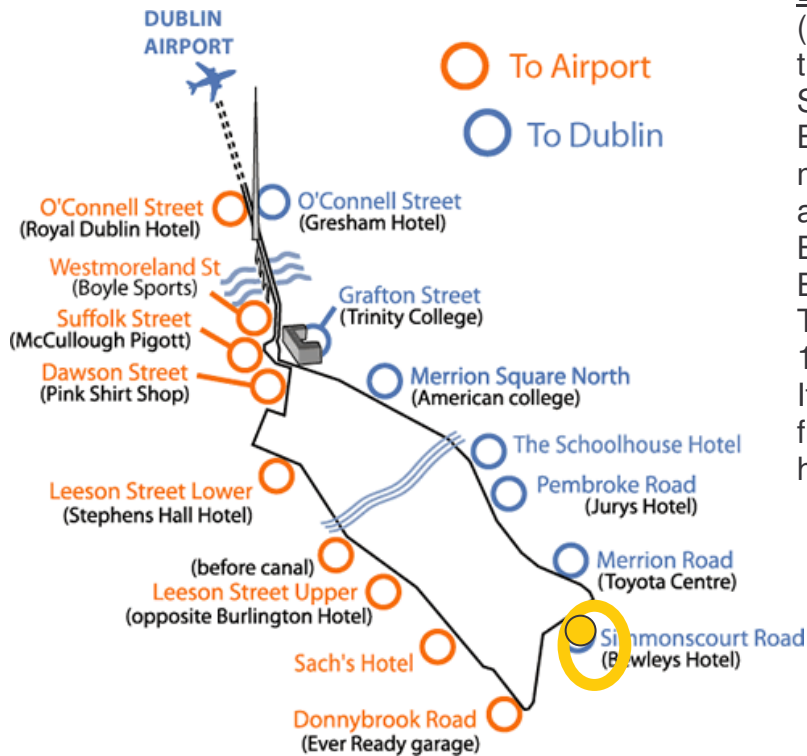 DUBLIN
AIRPORT
To Airport
To Dublin
O'Connell Street
(Royal Dublin Hotel)
O'Connell Street
(Gresham Hotel)
Westmoreland St
(Boyle Sports)
Grafton Street
(Trinity College)
Suffolk Street
(McCullough Pigott)
Dawson Street
(Pink Shirt Shop)
Merrion Square North
(American college)
The Schoolhouse Hotel
Pembroke Road
(Jurys Hotel)
Leeson Street Lower
(Stephens Hall Hotel)
(before canal)
Merrion Road
(Toyota Centre)
Leeson Street Upper
(opposite Burlington Hotel)
Simmonscourt Road
(Bewleys Hotel)
Sach's Hotel
Donnybrook Road
(Ever Ready garage)